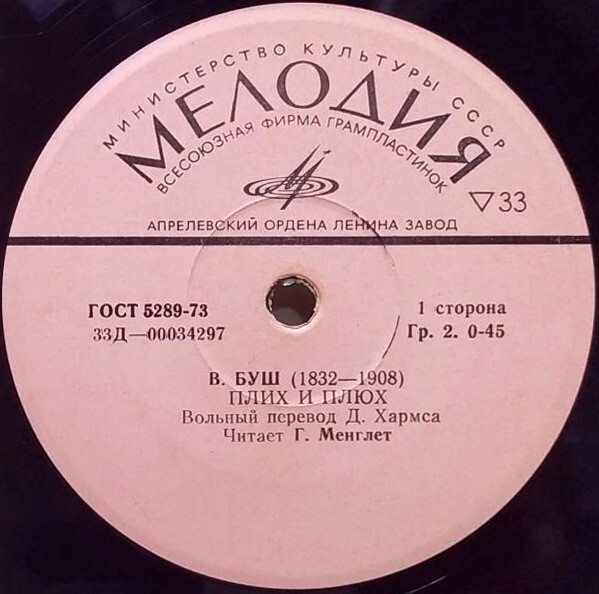 МИНИСТЕРСТВО КУЛЬТУРЫ СССР
МЕЛОДИЯ
ВСЕСОЮЗНАЯ ФИРМА ГРАМПЛАСТИНОК
33
АПРЕЛЕВСКИЙ ОРДЕНА ЛЕНИНА ЗАВОД
ГОСТ 5289-73
1 сторона
33Д—00034297
Гр. 2. 0-45
В. БУШ (1832—1908)
ПЛИХ И ПЛЮХ
Вольный перевод Д. Хармса
Читает Г. Менглет